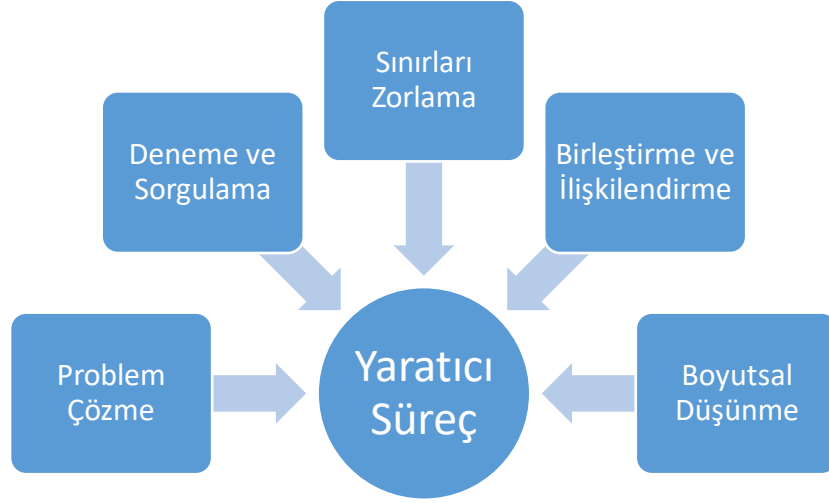 Sınırları
Zorlama
Deneme ve
Sorgulama
Birleştirme ve
İlişkilendirme
Problem
Çözme
Yaratıcı
Süreç
Boyutsal
Düşünme